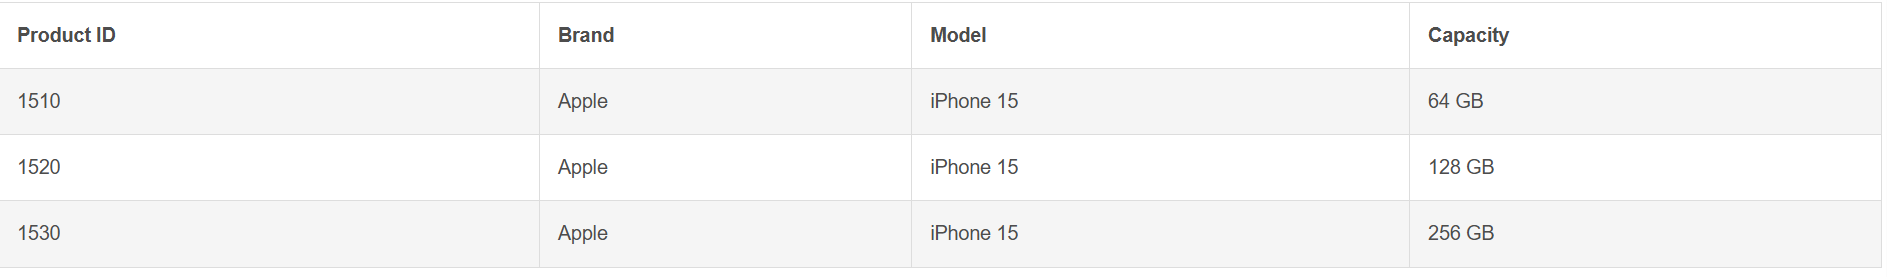 Product ID Brand Model Capacity
1510 Apple iPhone 15 64 GB
1520 Apple iPhone 15 128 GB
1530 Apple iPhone 15 256 GB